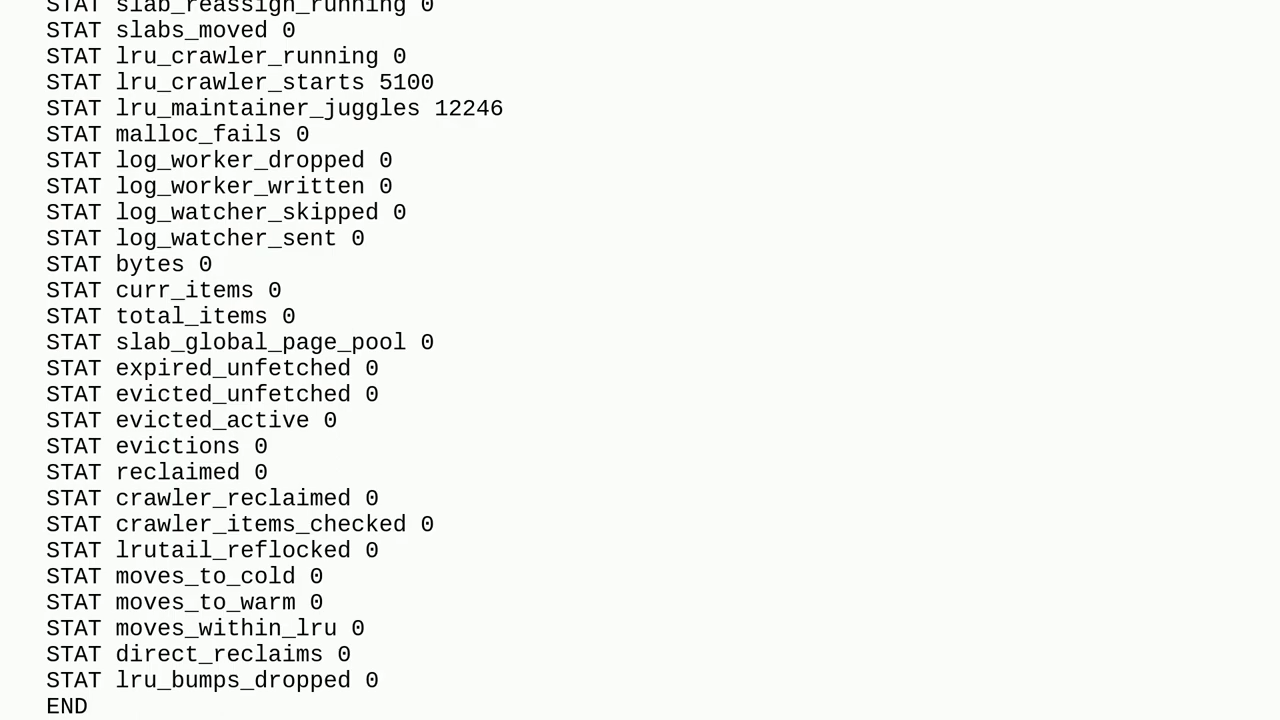 STAT slab_reassign_running 0
STAT slabs_moved 0
STAT lru_crawler_running 0
STAT lru_crawler_starts 5100
STAT lru_maintainer_juggles 12246
STAT malloc_fails 0
STAT log_worker_dropped 0
STAT log_worker_written 0
STAT log_watcher_skipped 0
STAT log_watcher_sent 0
STAT bytes 0
STAT curr_items 0
STAT total_items 0
STAT slab_global_page_pool 0
STAT expired_unfetched 0
STAT evicted_unfetched 0
STAT evicted_active 0
STAT evictions 0
STAT reclaimed 0
STAT crawler_reclaimed 0
STAT crawler_items_checked 0
STAT lrutail_reflocked 0
STAT moves_to_cold 0
STAT moves_to_warm 0
STAT moves_within_lru 0
STAT direct_reclaims 0
STAT lru_bumps_dropped 0
END